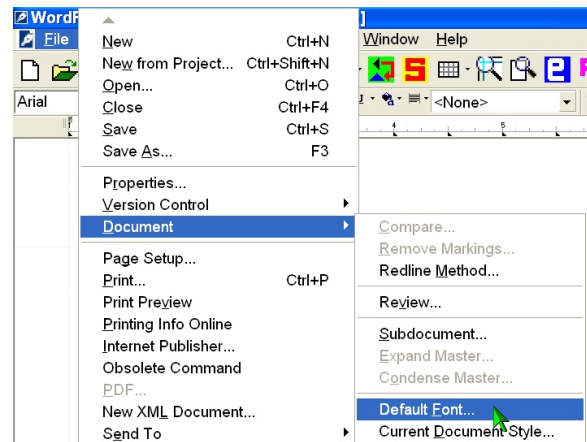 WordP ]
File Window Help
Arial <None>
4 5
New Ctrl+N
New from Project... Ctrl+Shift+N
Open... Ctrl+O
Close Ctrl+F4
Save Ctrl+S
Save As... F3
Properties...
Version Control
Document
Page Setup...
Print... Ctrl+P
Print Preview
Printing Info Online
Internet Publisher...
Obsolete Command
PDF...
New XML Document...
Send To
Compare...
Remove Markings...
Redline Method...
Review...
Subdocument...
Expand Master...
Condense Master...
Default Font...
Current Document Style...